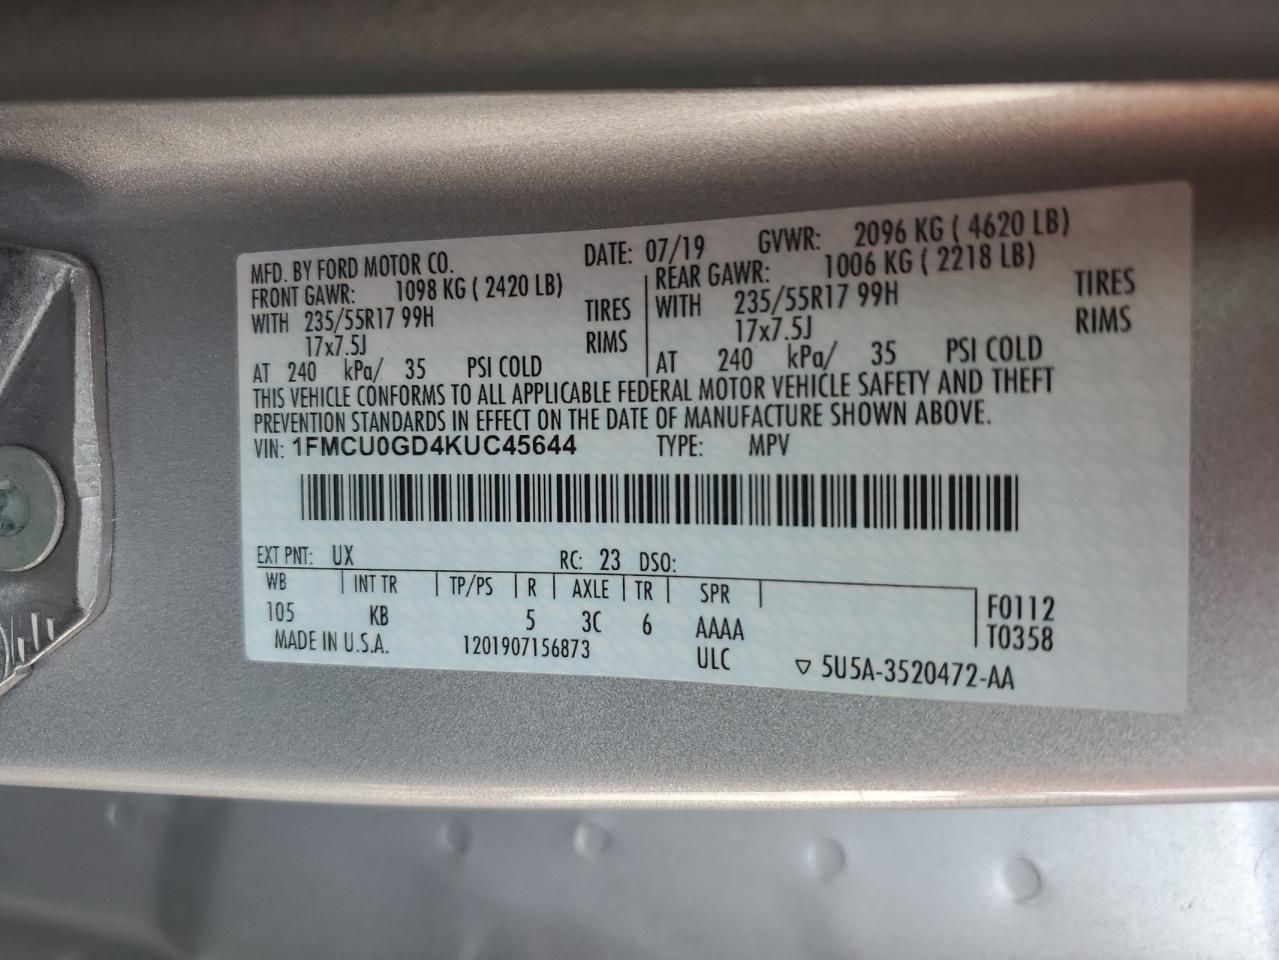 MFD. BY FORD MOTOR CO. DATE: 07/19 GVWR: 2096 KG ( 4620 LB)
FRONT GAWR: 1098 KG ( 2420 LB) REAR GAWR: 1006 KG ( 2218 LB)
WITH 235/55R17 99H TIRES WITH 235/55R17 99H TIRES
17x7.5J RIMS 17x7.5J RIMS
AT 240 kPa/ 35 PSI COLD AT 240 kPa/ 35 PSI COLD
THIS VEHICLE CONFORMS TO ALL APPLICABLE FEDERAL MOTOR VEHICLE SAFETY AND THEFT
PREVENTION STANDARDS IN EFFECT ON THE DATE OF MANUFACTURE SHOWN ABOVE.
VIN: 1FMCU0GD4KUC45644 TYPE: MPV
EXT PNT: UX RC: 23 DSO:
WB INT TR TP/PS R AXLE TR SPR
105 KB 5 3C 6 AAAA F0112
T0358
MADE IN U.S.A. 1201907156873 ULC ▽ 5U5A-3520472-AA